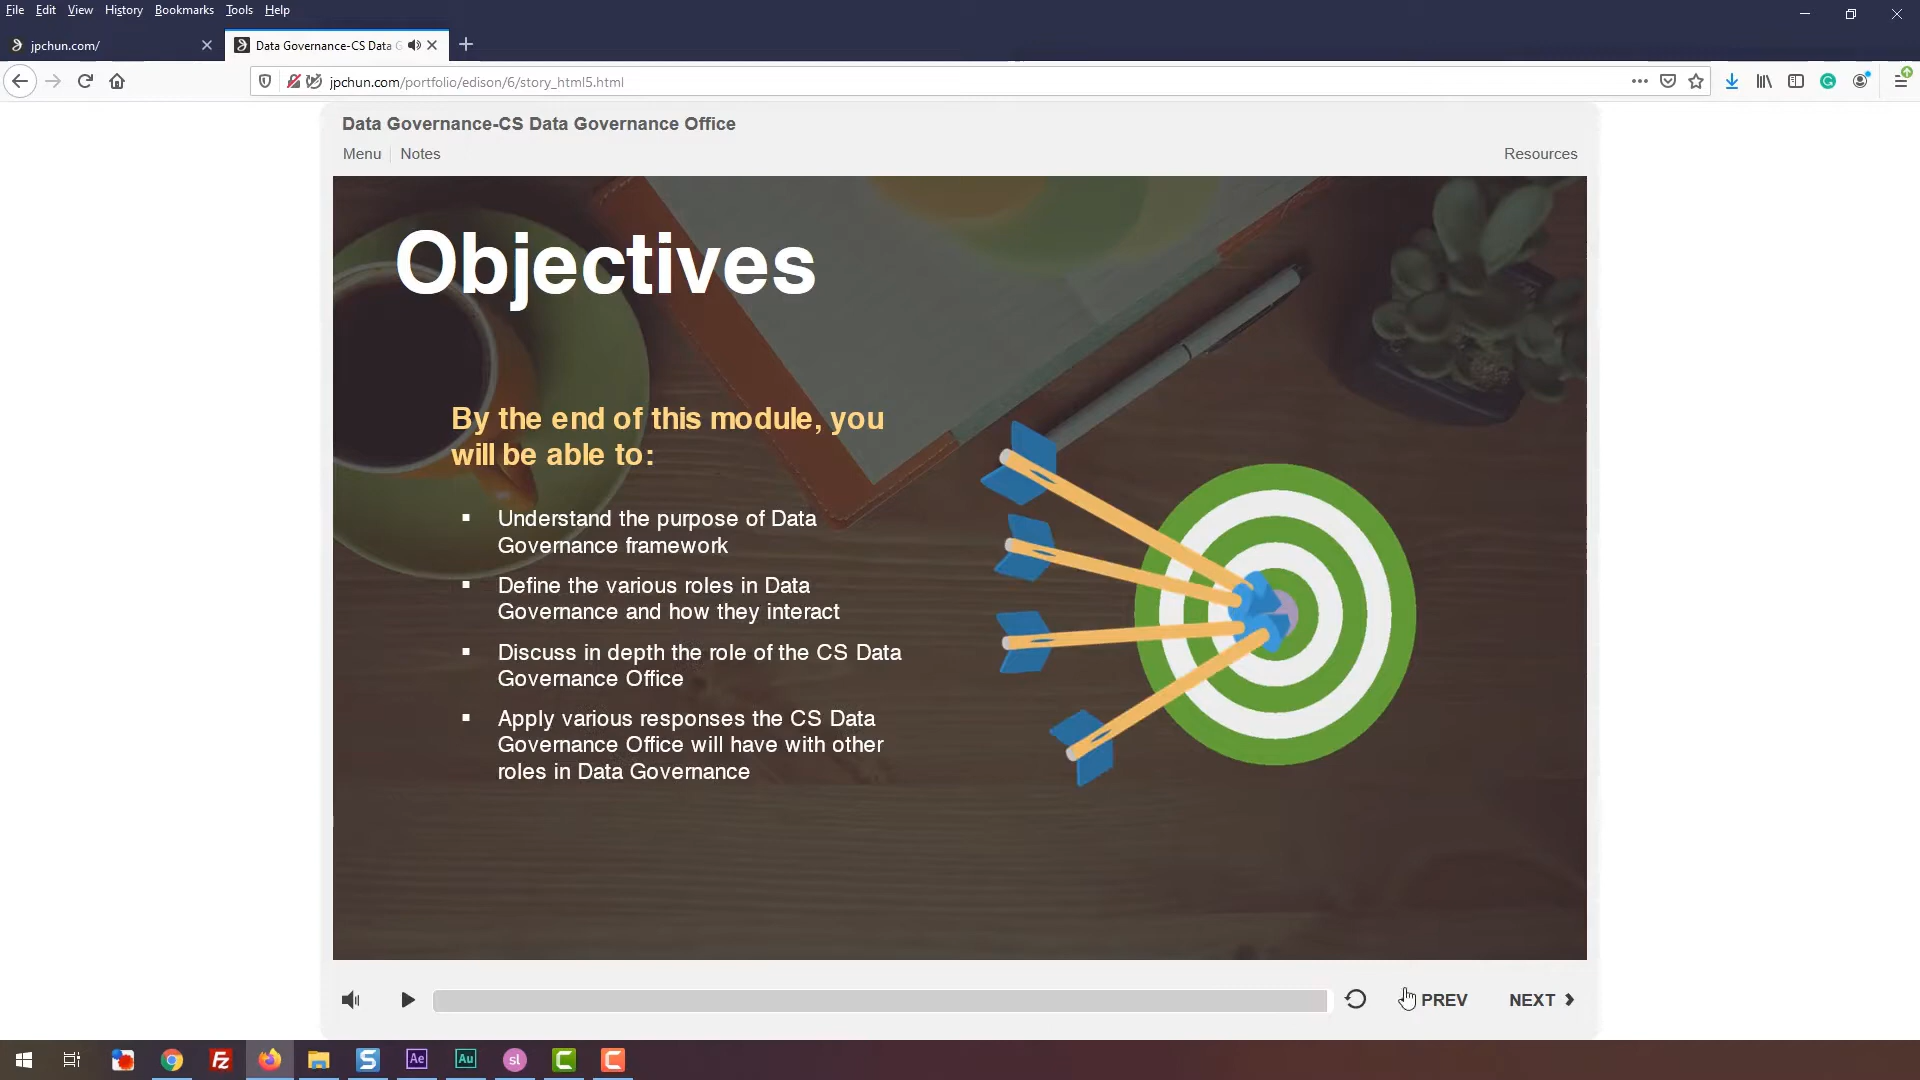 File Edit View History Bookmarks Tools Help
jpchun.com/
Data Governance-CS Data G
jpchun.com/portfolio/edison/6/story_html5.html
Data Governance-CS Data Governance Office
Menu Notes Resources
Objectives
By the end of this module, you
will be able to:
▪ Understand the purpose of Data
Governance framework
▪ Define the various roles in Data
Governance and how they interact
▪ Discuss in depth the role of the CS Data
Governance Office
▪ Apply various responses the CS Data
Governance Office will have with other
roles in Data Governance
PREV NEXT
Fz S Ae Au sl C C